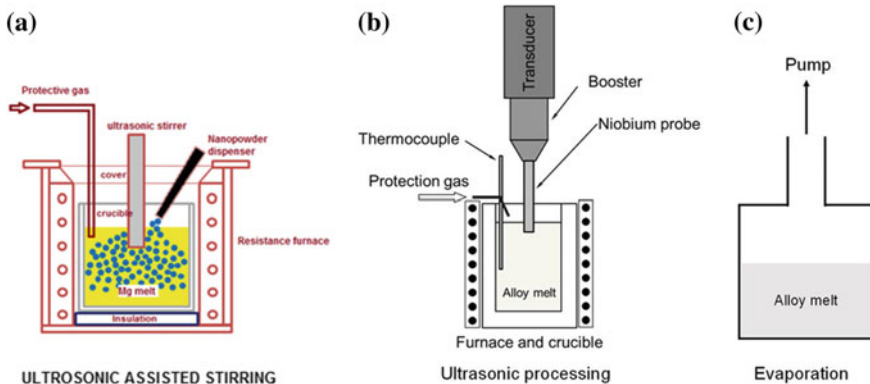 (a)
Protective gas
ultrasonic stirrer
Nanopowder
dispenser
cover
crucible
Resistance furnace
Mg melt
Insulation
ULTROSONIC ASSISTED STIRRING
(b)
Transducer
Booster
Niobium probe
Thermocouple
Protection gas
Alloy melt
Furnace and crucible
Ultrasonic processing
(c)
Pump
Alloy melt
Evaporation